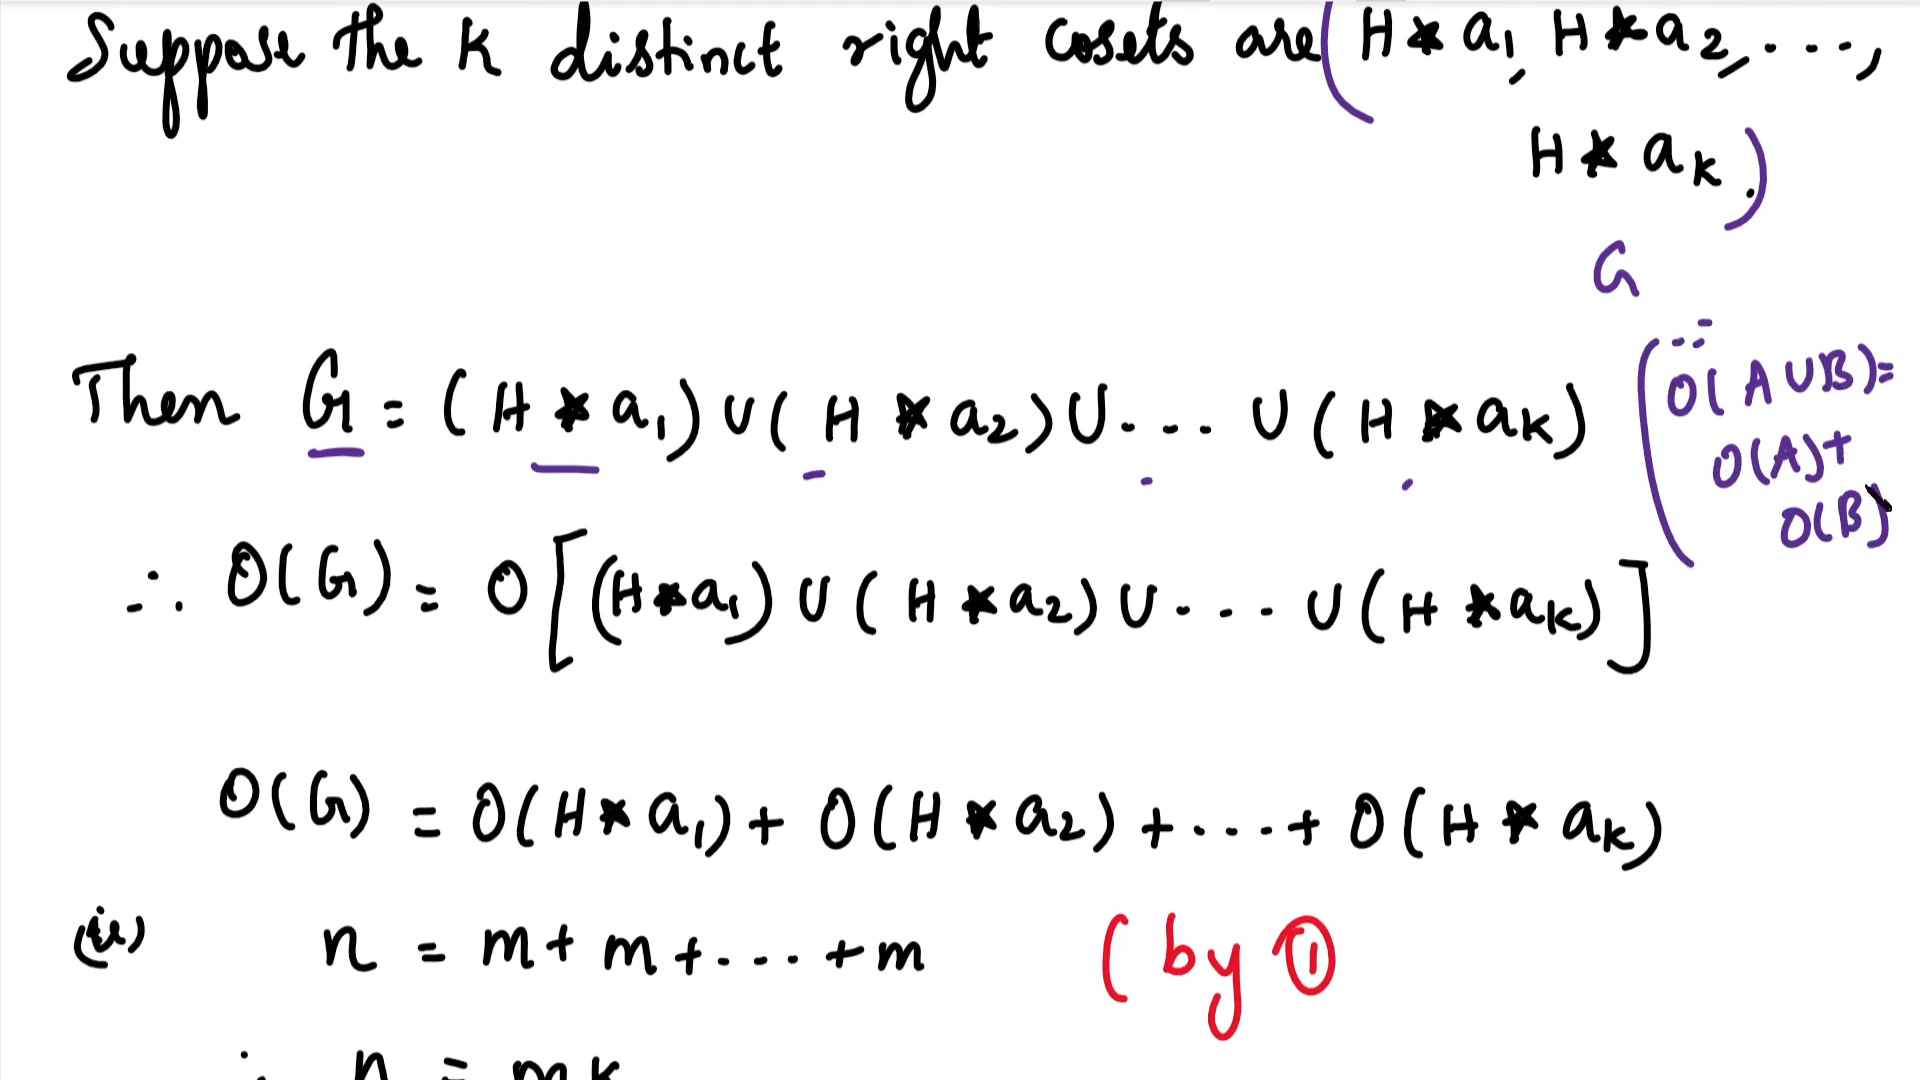 Suppose the K distinct right cosets are (H * a₁, H * a₂, ...,
H * aₖ.)
G
Then G = (H * a₁) ∪ (H * a₂) ∪ ... ∪ (H * aₖ)
(∵ O(A ∪ B) =
O(A) +
O(B)
∴ O(G) = O[(H * a₁) ∪ (H * a₂) ∪ ... ∪ (H * aₖ)]
O(G) = O(H * a₁) + O(H * a₂) + ... + O(H * aₖ)
(ie) n = m + m + ... + m (by ①
∴ n = mk